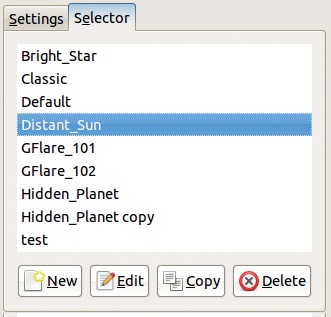 Settings Selector
Bright_Star
Classic
Default
Distant_Sun
GFlare_101
GFlare_102
Hidden_Planet
Hidden_Planet copy
test
New Edit Copy Delete